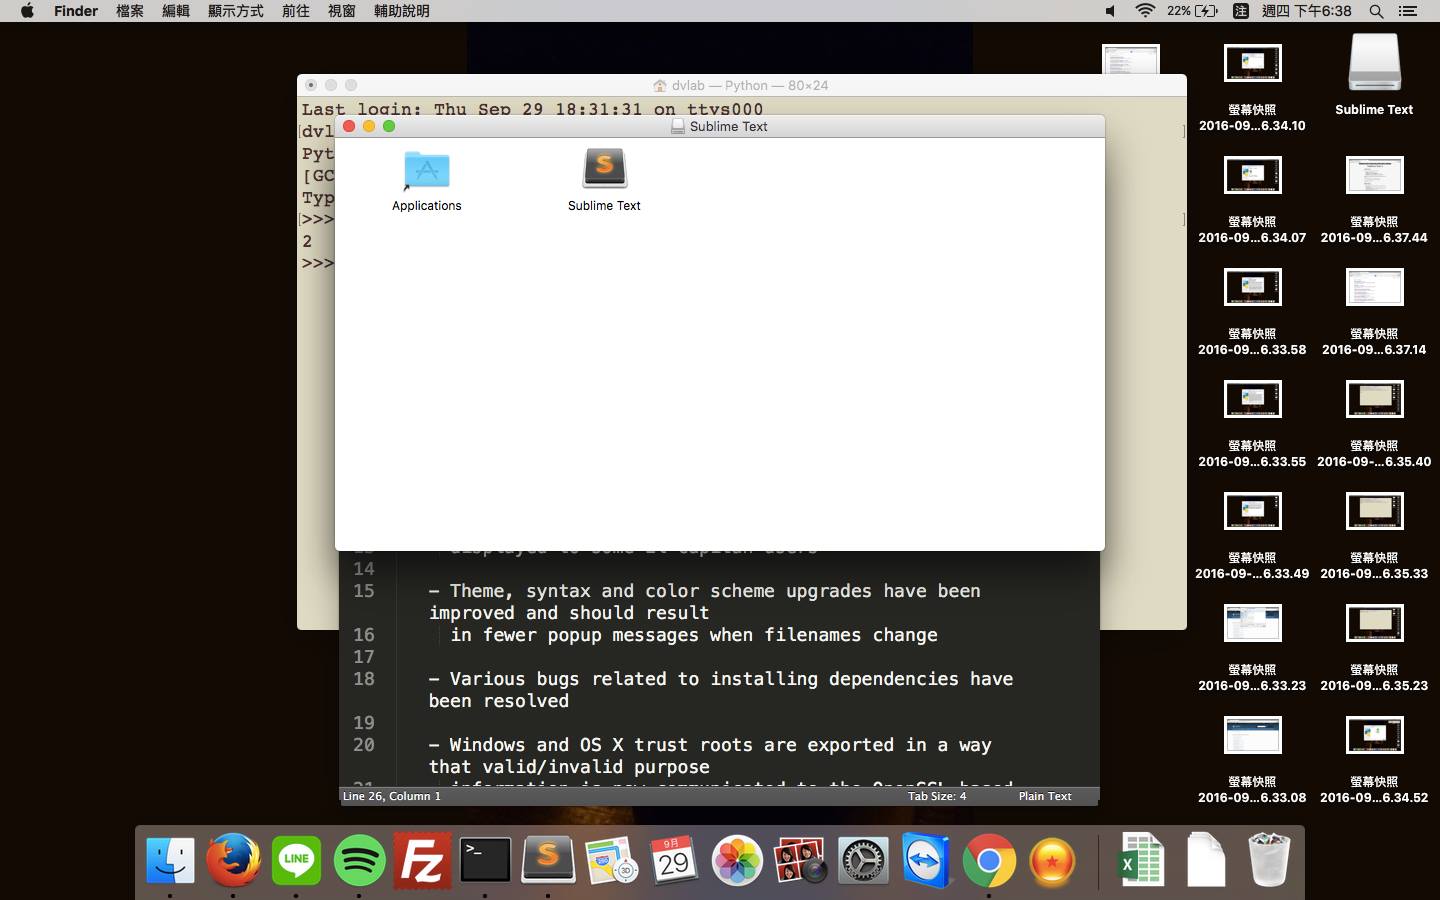 Finder 檔案 編輯 顯示方式 前往 視窗 輔助說明 22% 注 週四 下午6:38
dvlab — Python — 80×24
Last login: Thu Sep 29 18:31:31 on ttys000
dvl
Pyt
[GC
Typ
>>>
2
>>>
Sublime Text
Applications
Sublime Text
14
15 – Theme, syntax and color scheme upgrades have been
improved and should result
16 in fewer popup messages when filenames change
17
18 – Various bugs related to installing dependencies have
been resolved
19
20 – Windows and OS X trust roots are exported in a way
that valid/invalid purpose
Line 26, Column 1 Tab Size: 4 Plain Text
螢幕快照
2016-09...6.34.10
Sublime Text
螢幕快照
2016-09...6.34.07
螢幕快照
2016-09...6.37.44
螢幕快照
2016-09...6.33.58
螢幕快照
2016-09...6.37.14
螢幕快照
2016-09...6.33.55
螢幕快照
2016-09-...6.35.40
螢幕快照
2016-09-...6.33.49
螢幕快照
2016-09...6.35.33
螢幕快照
2016-09...6.33.23
螢幕快照
2016-09...6.35.23
螢幕快照
2016-09...6.33.08
螢幕快照
2016-09...6.34.52
LINE
Fz
>_
S
3D
9月
29
X